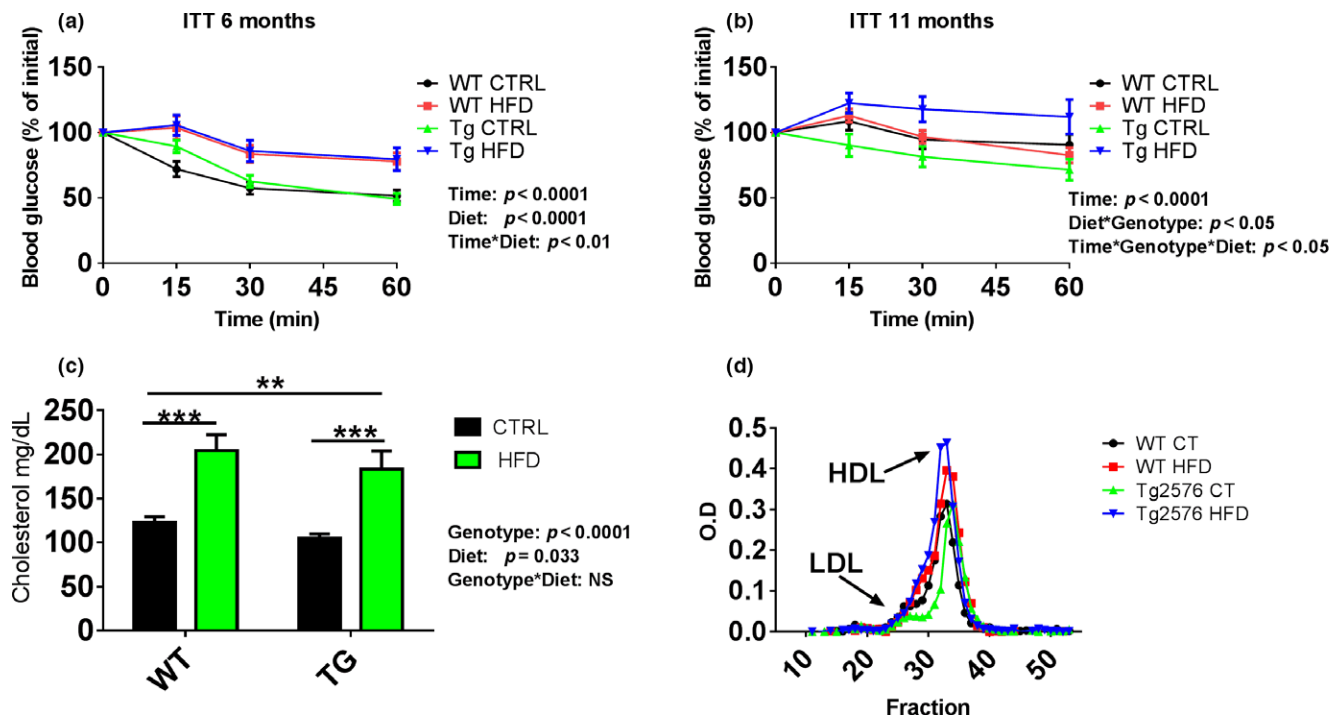 (a) ITT 6 months
Blood glucose (% of initial)
150
100
50
0
0 15 30 45 60
Time (min)
WT CTRL
WT HFD
Tg CTRL
Tg HFD
Time: p < 0.0001
Diet: p < 0.0001
Time*Diet: p < 0.01
(b) ITT 11 months
Blood glucose (% of initial)
150
100
50
0
0 15 30 45 60
Time (min)
WT CTRL
WT HFD
Tg CTRL
Tg HFD
Time: p < 0.0001
Diet*Genotype: p < 0.05
Time*Genotype*Diet: p < 0.05
(c)
Cholesterol mg/dL
250
200
150
100
50
0
**
***
***
WT TG
CTRL
HFD
Genotype: p < 0.0001
Diet: p = 0.033
Genotype*Diet: NS
(d)
O.D
0.5
0.4
0.3
0.2
0.1
0.0
HDL
LDL
10 20 30 40 50
Fraction
WT CT
WT HFD
Tg2576 CT
Tg2576 HFD